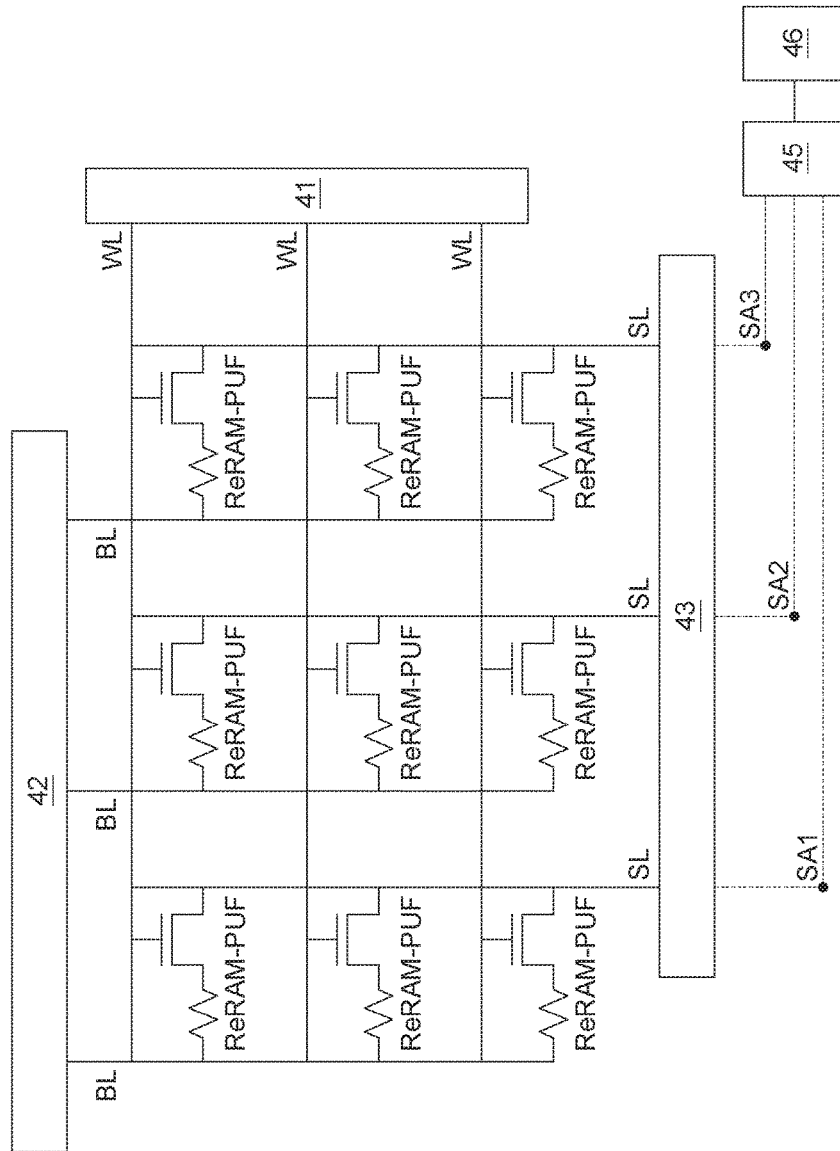 42
BL
BL
BL
WL
ReRAM-PUF
ReRAM-PUF
ReRAM-PUF
WL
41
ReRAM-PUF
ReRAM-PUF
ReRAM-PUF
WL
ReRAM-PUF
ReRAM-PUF
ReRAM-PUF
SL
SL
SL
43
SA1
SA2
SA3
45
46